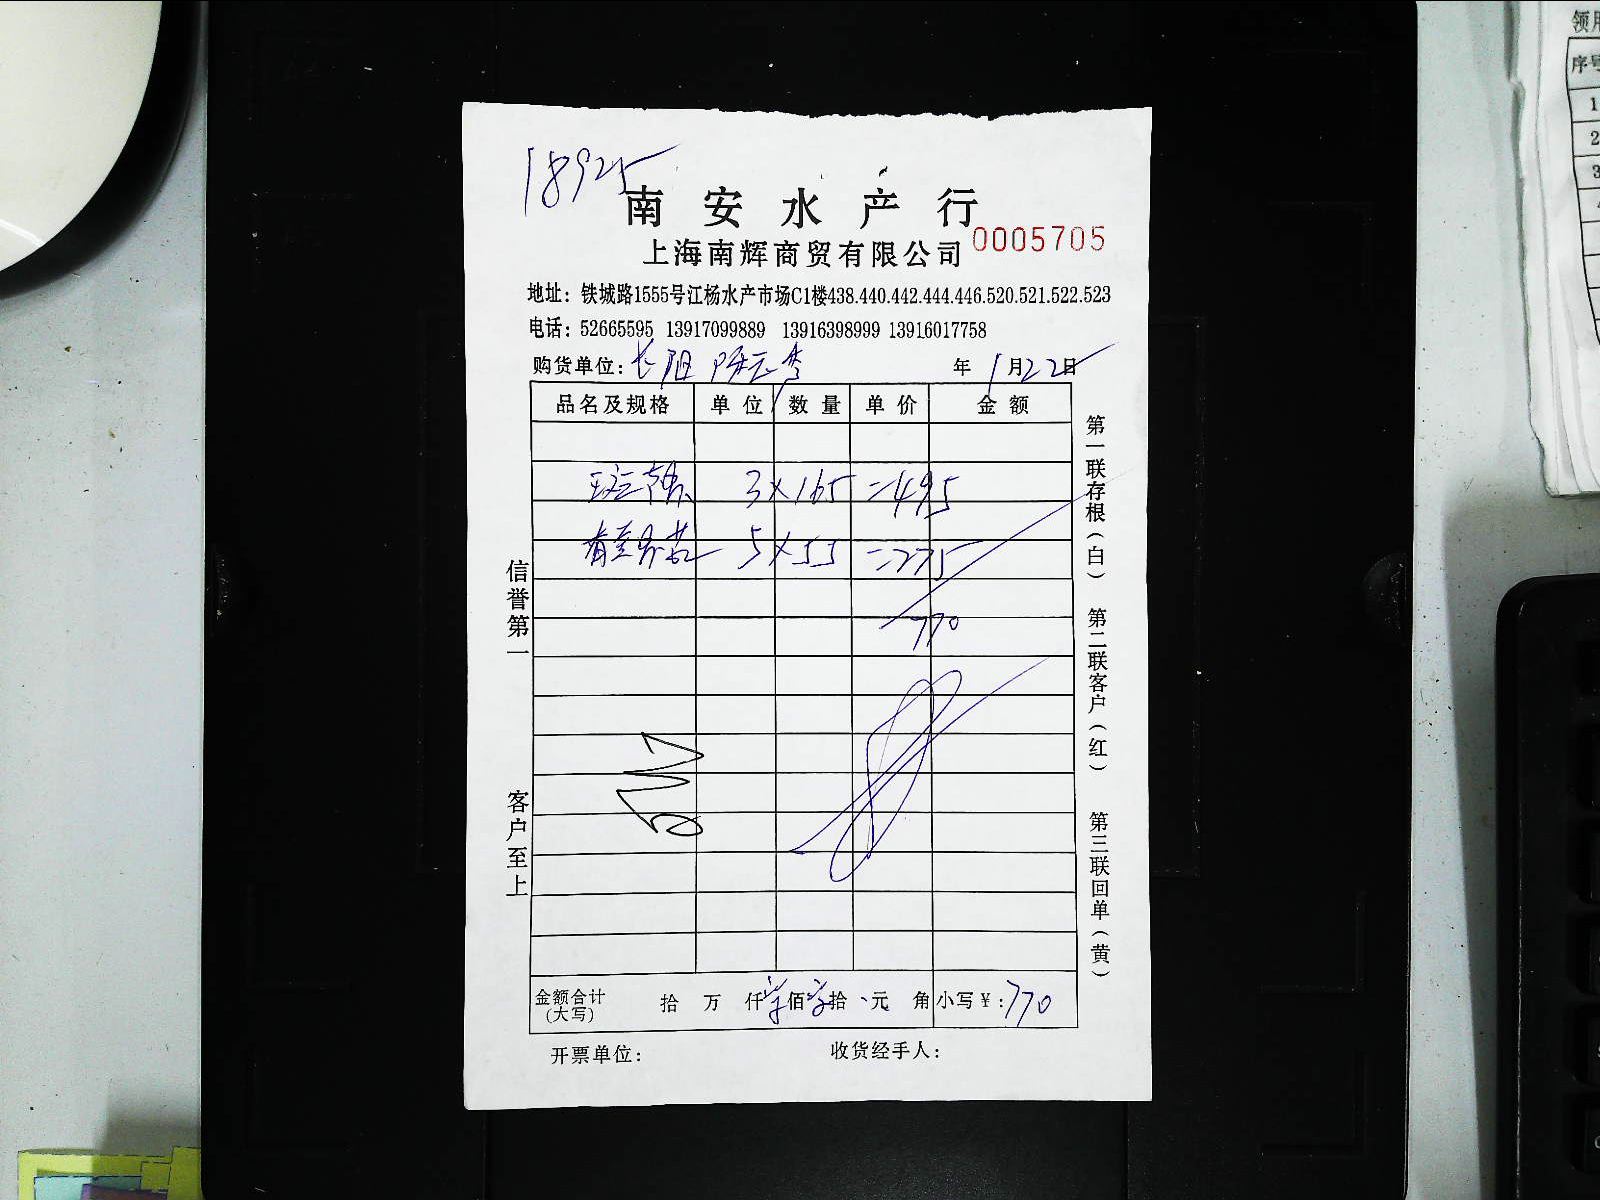 18925
南安水产行
上海南辉商贸有限公司 0005705
地址：铁城路1555号江杨水产市场C1楼438.440.442.444.446.520.521.522.523
电话：52665595 13917099889 13916398999 13916017758
购货单位：长阳 年1月22日
品名及规格 单位 数量 单价 金额
3×165=495
5×55=275
770
金额合计(大写) 拾 万 仟 佰 拾 元 角 小写￥:770
开票单位： 收货经手人：
信誉第一 客户至上
第一联存根（白） 第二联客户（红） 第三联回单（黄）
序号
1
2
3